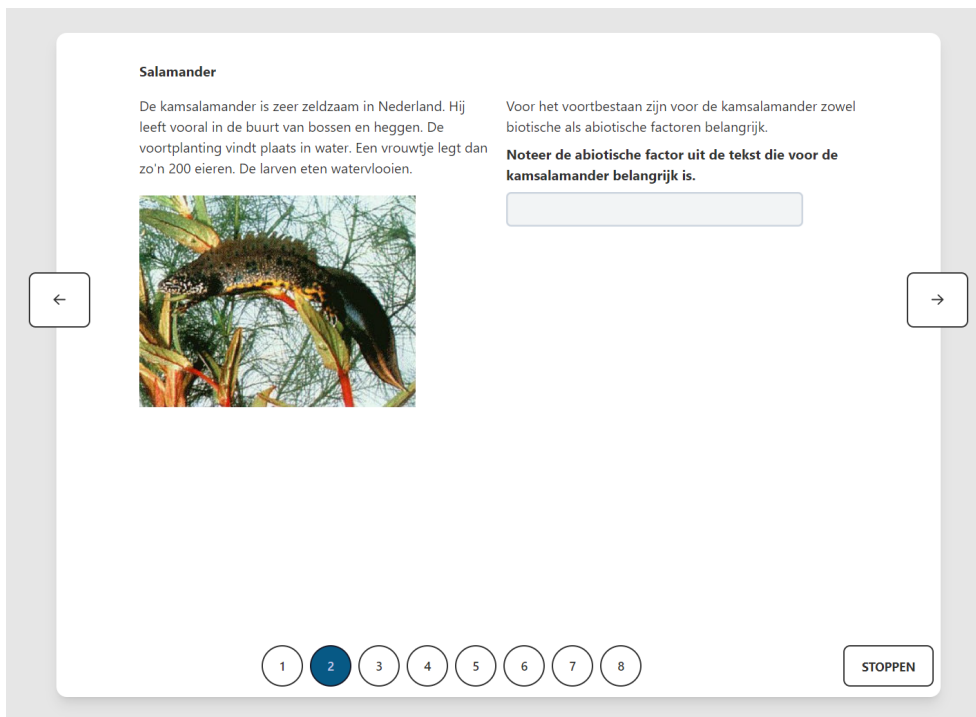 Salamander
De kamsalamander is zeer zeldzaam in Nederland. Hij
leeft vooral in de buurt van bossen en heggen. De
voortplanting vindt plaats in water. Een vrouwtje legt dan
zo'n 200 eieren. De larven eten watervlooien.
Voor het voortbestaan zijn voor de kamsalamander zowel
biotische als abiotische factoren belangrijk.
Noteer de abiotische factor uit de tekst die voor de
kamsalamander belangrijk is.
1 2 3 4 5 6 7 8
STOPPEN